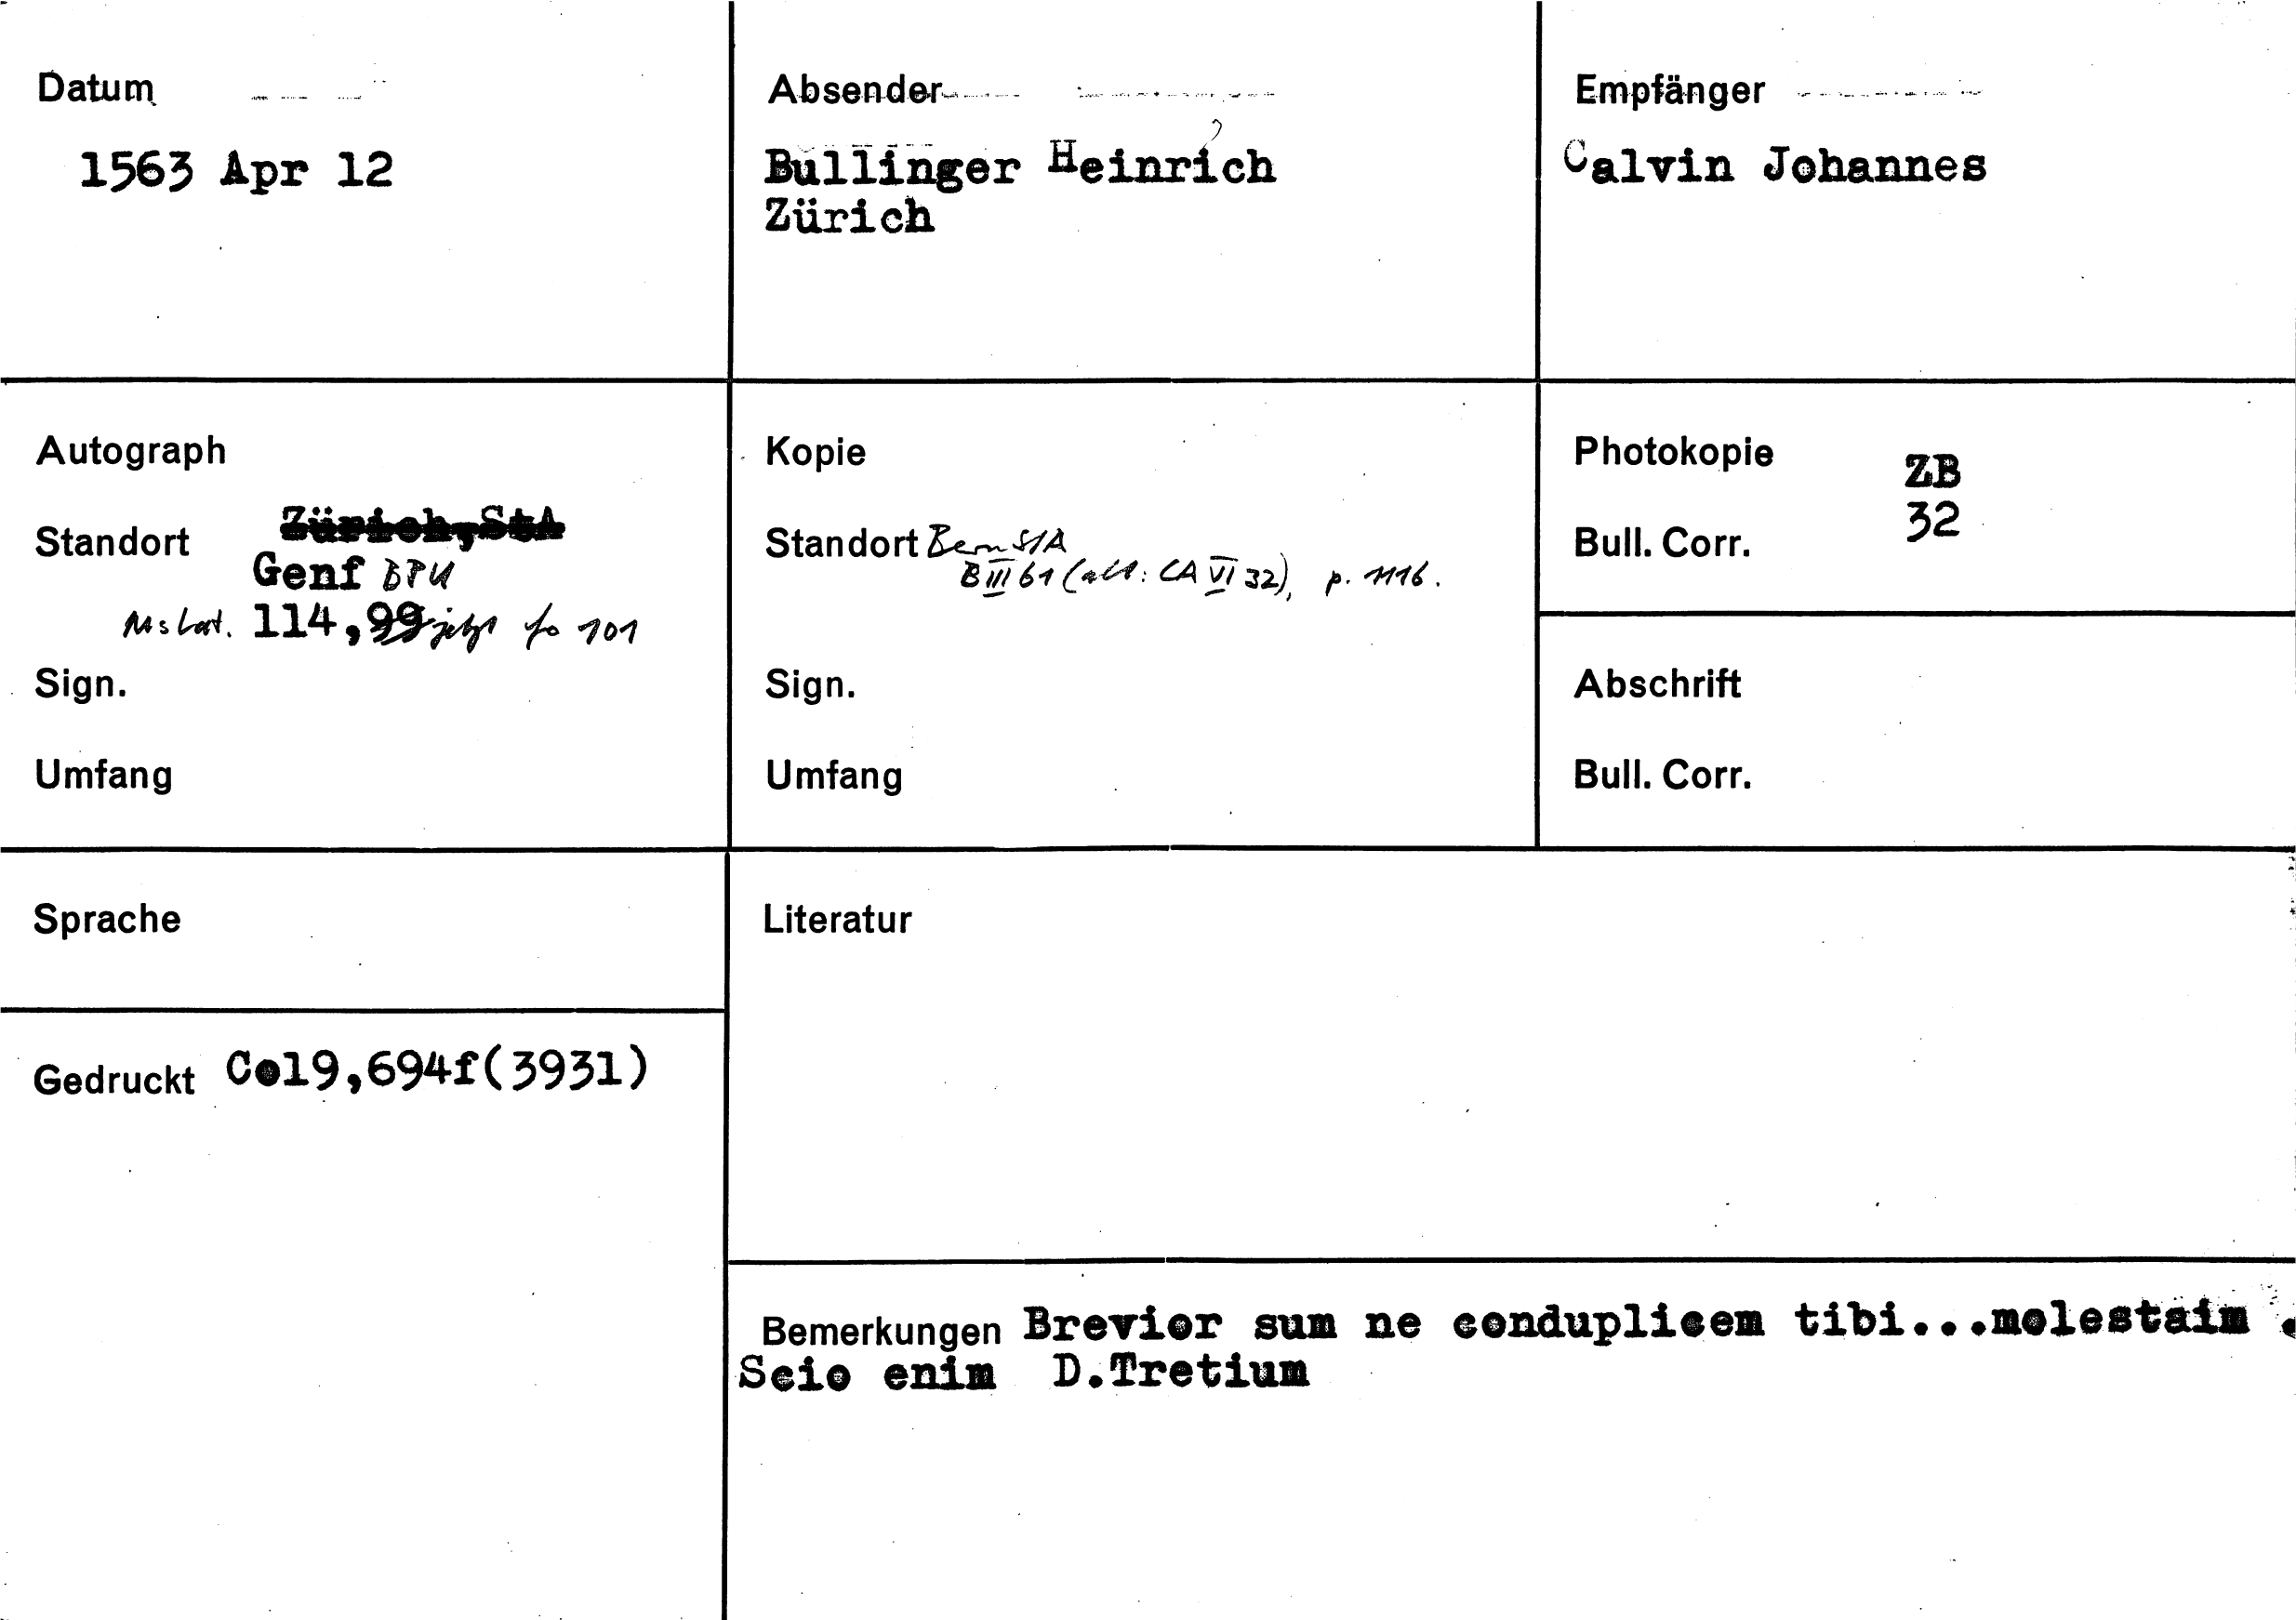 Datum
1563 Apr 12
Absender
Bullinger Heinrich
Zürich
Empfänger
Calvin Johannes
Autograph
Standort Zürich,StA
Genf BPU
Ms lat. 114,99 jetzt fo 101
Sign.
Umfang
Kopie
Standort Bern StA
B III 61 (alt: CA VI 32), p. 1116.
Sign.
Umfang
Photokopie ZB
Bull. Corr. 32
Abschrift
Bull. Corr.
Sprache
Gedruckt Co19,694f(3931)
Literatur
Bemerkungen Brevior sum ne conduplicem tibi...molestaim .
Scio enim D.Tretium